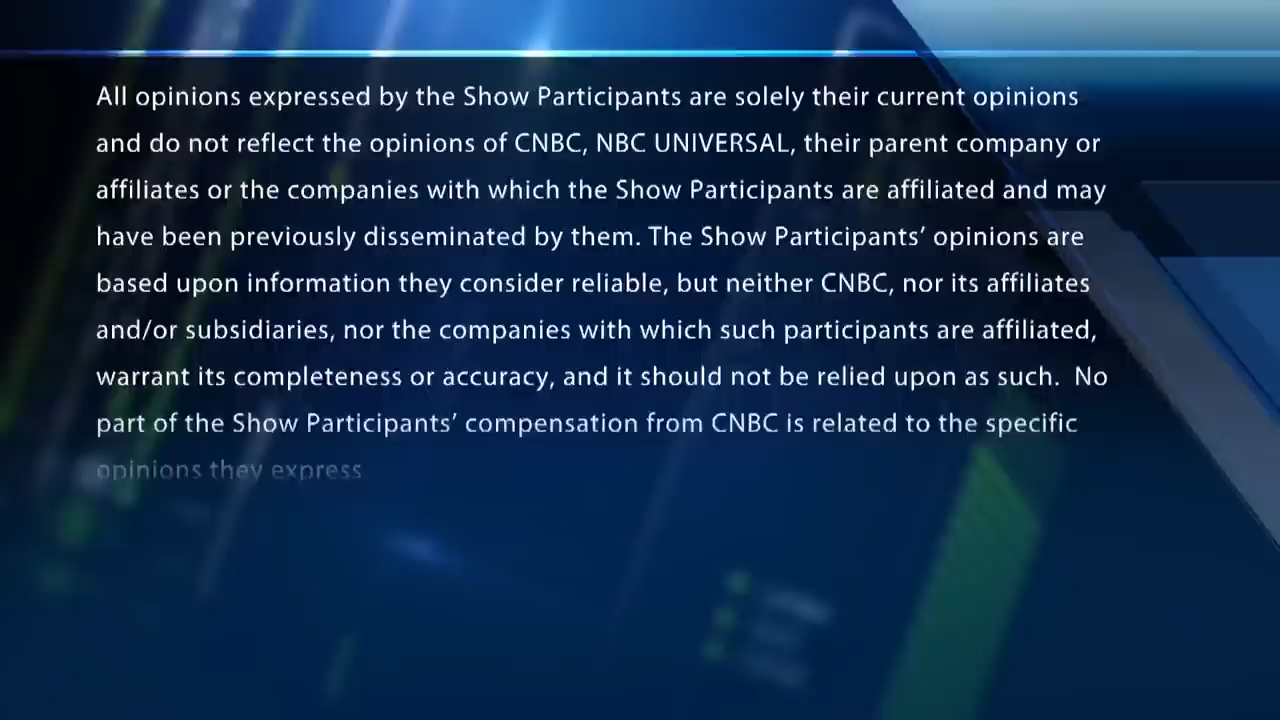 All opinions expressed by the Show Participants are solely their current opinions
and do not reflect the opinions of CNBC, NBC UNIVERSAL, their parent company or
affiliates or the companies with which the Show Participants are affiliated and may
have been previously disseminated by them. The Show Participants’ opinions are
based upon information they consider reliable, but neither CNBC, nor its affiliates
and/or subsidiaries, nor the companies with which such participants are affiliated,
warrant its completeness or accuracy, and it should not be relied upon as such.  No
part of the Show Participants’ compensation from CNBC is related to the specific
opinions they express